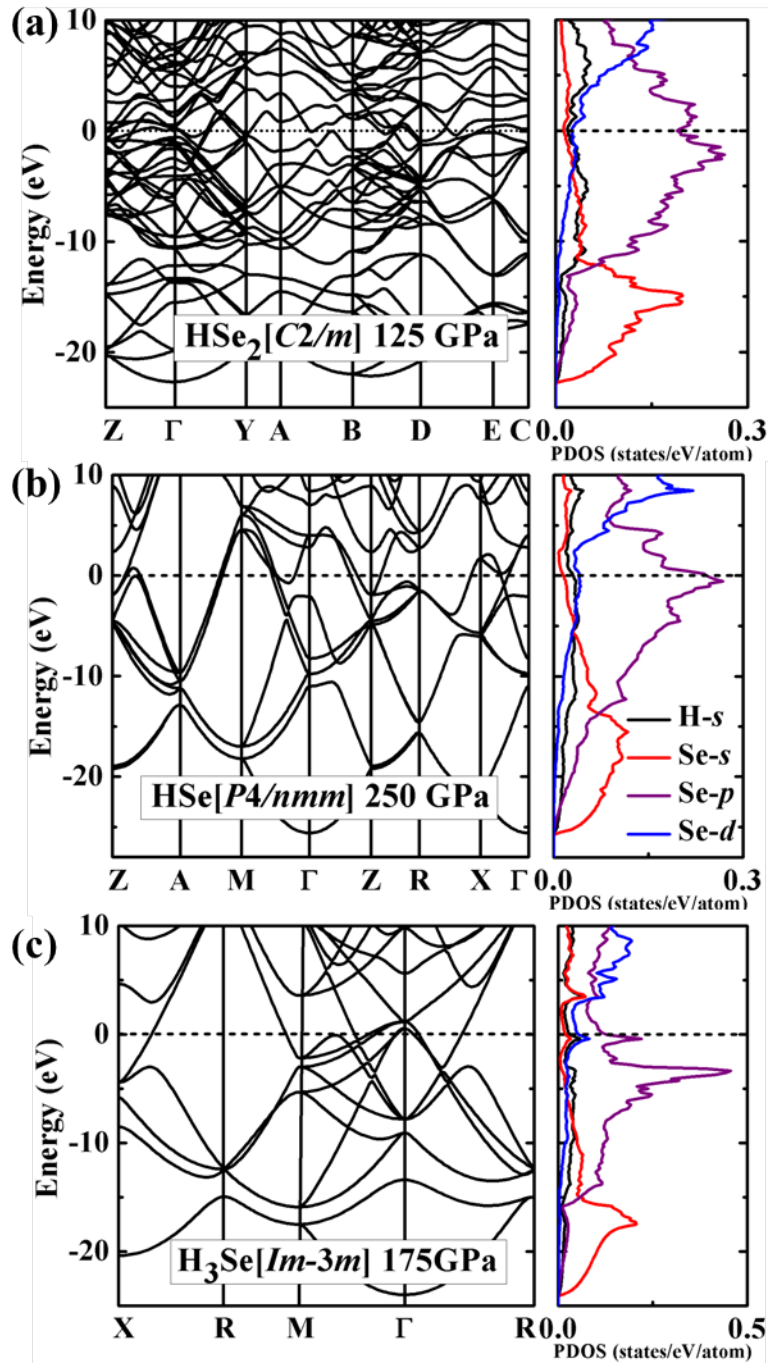 (a)
10
0
-10
-20
Energy (eV)
HSe2[C2/m] 125 GPa
Z Γ Y A B D E C
0.0 0.3
PDOS (states/eV/atom)
(b)
10
0
-10
-20
Energy (eV)
HSe[P4/nmm] 250 GPa
H-s
Se-s
Se-p
Se-d
Z A M Γ Z R X Γ
0.0 0.3
PDOS (states/eV/atom)
(c)
10
0
-10
-20
Energy (eV)
H3Se[Im-3m] 175GPa
X R M Γ R
0.0 0.5
PDOS (states/eV/atom)